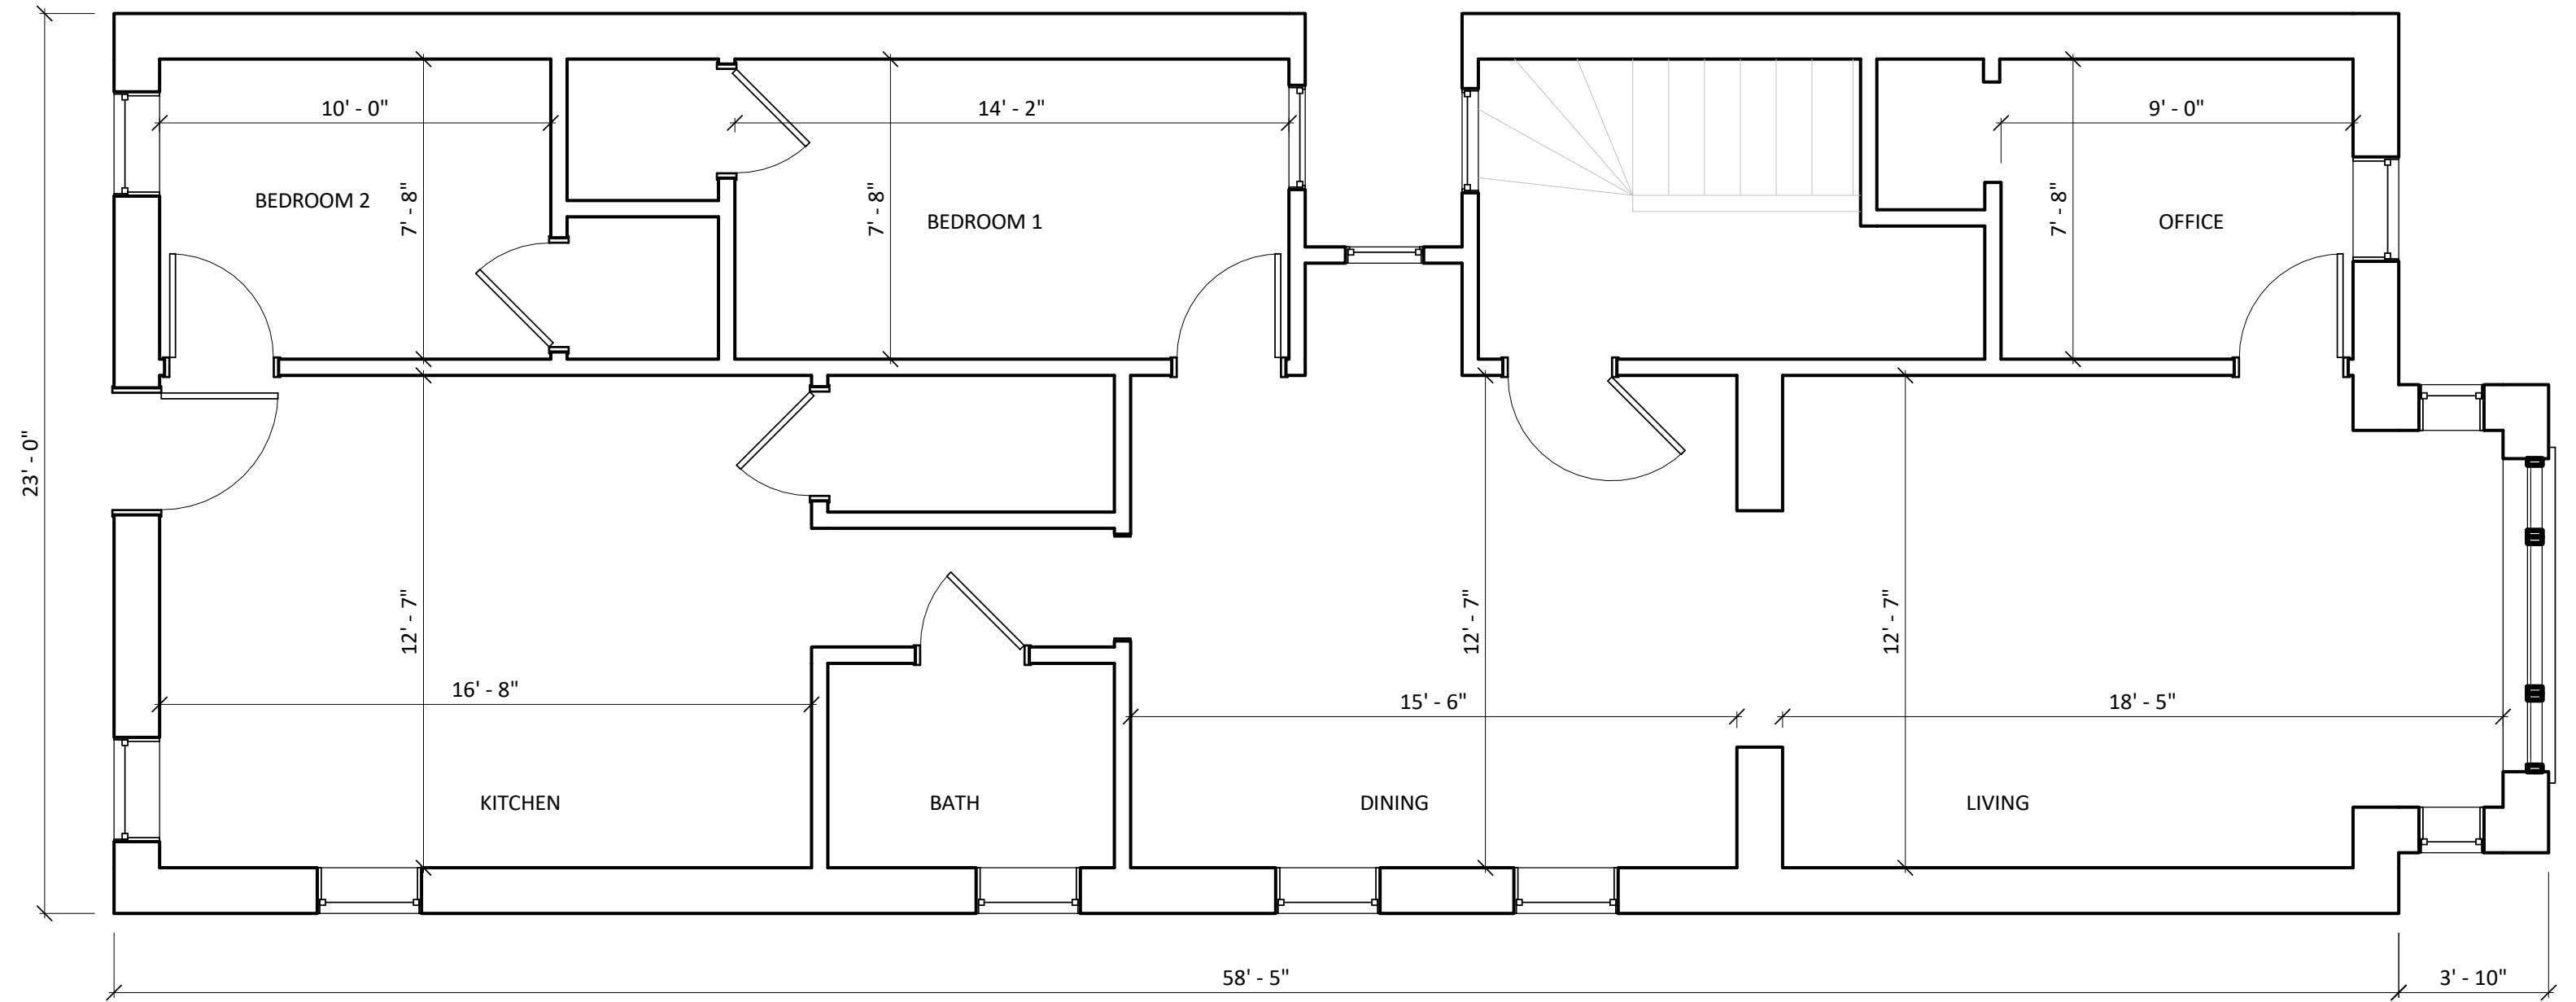 10' - 0"
14' - 2"
9' - 0"
BEDROOM 2
7' - 8"
7' - 8"
BEDROOM 1
7' - 8"
OFFICE
23' - 0"
12' - 7"
12' - 7"
12' - 7"
16' - 8"
15' - 6"
18' - 5"
KITCHEN
BATH
DINING
LIVING
58' - 5"
3' - 10"